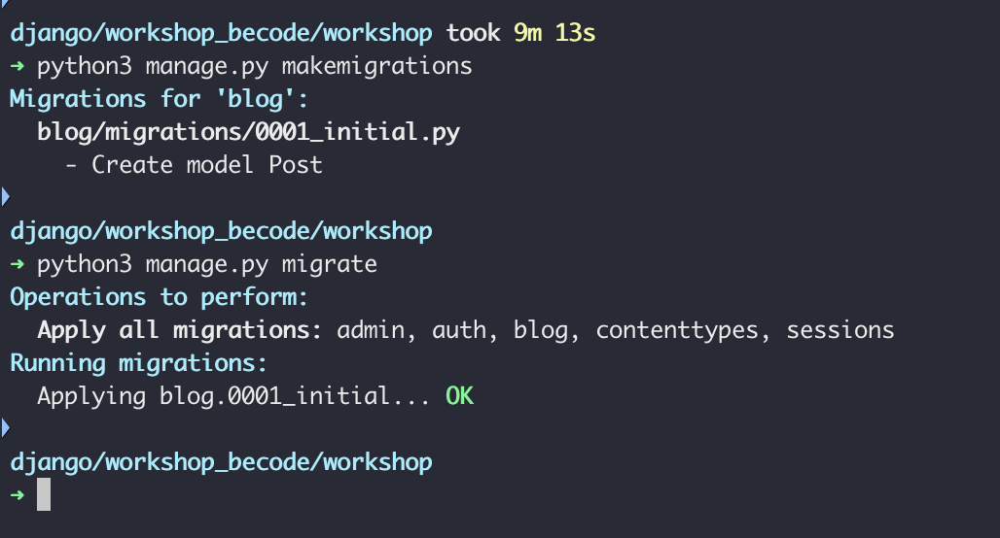 django/workshop_becode/workshop took 9m 13s
➜ python3 manage.py makemigrations
Migrations for 'blog':
  blog/migrations/0001_initial.py
    - Create model Post
django/workshop_becode/workshop
➜ python3 manage.py migrate
Operations to perform:
  Apply all migrations: admin, auth, blog, contenttypes, sessions
Running migrations:
  Applying blog.0001_initial... OK
django/workshop_becode/workshop
➜